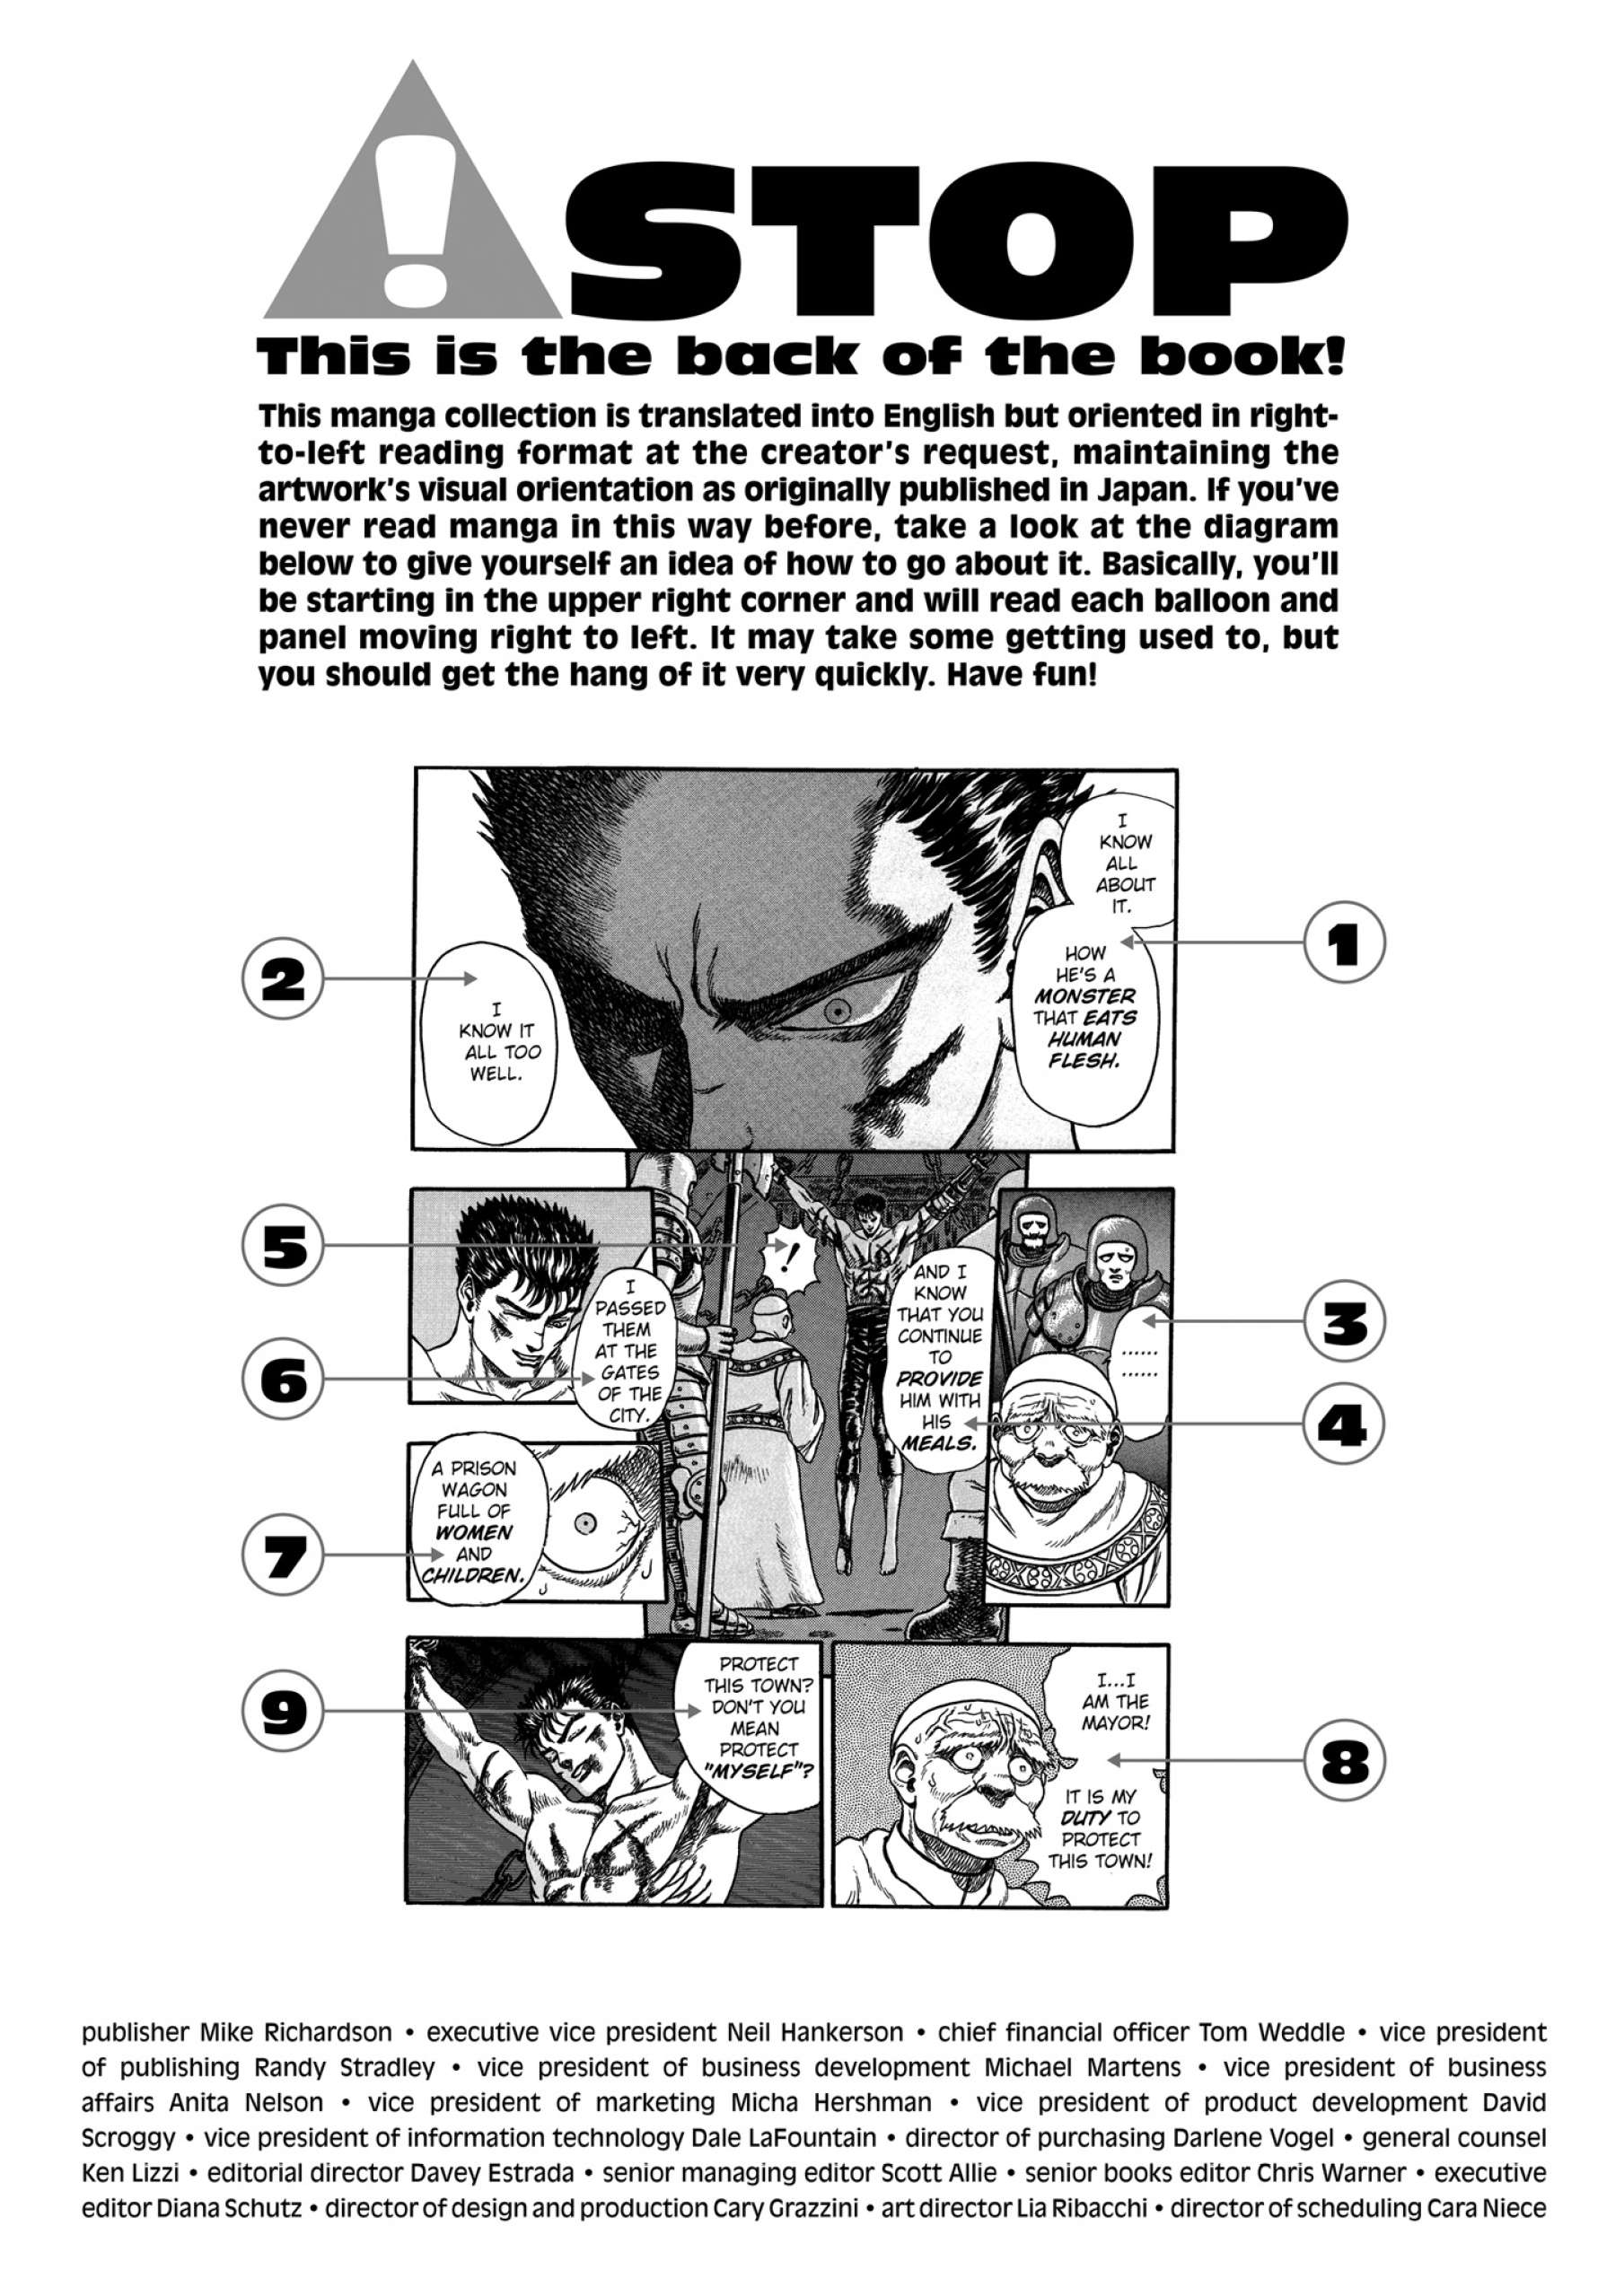 !
STOP
This is the back of the book!
This manga collection is translated into English but oriented in right-
to-left reading format at the creator's request, maintaining the
artwork's visual orientation as originally published in Japan. If you've
never read manga in this way before, take a look at the diagram
below to give yourself an idea of how to go about it. Basically, you'll
be starting in the upper right corner and will read each balloon and
panel moving right to left. It may take some getting used to, but
you should get the hang of it very quickly. Have fun!
1
I
KNOW
ALL
ABOUT
IT.
HOW
HE'S A
MONSTER
THAT EATS
HUMAN
FLESH.
2
I
KNOW IT
ALL TOO
WELL.
3
......
......
4
AND I
KNOW
THAT YOU
CONTINUE
TO
PROVIDE
HIM WITH
HIS
MEALS.
5
!
6
I
PASSED
THEM
AT THE
GATES
OF THE
CITY.
7
A PRISON
WAGON
FULL OF
WOMEN
AND
CHILDREN.
8
I...I
AM THE
MAYOR!
IT IS MY
DUTY TO
PROTECT
THIS TOWN!
9
PROTECT
THIS TOWN?
DON'T YOU
MEAN
PROTECT
"MYSELF"?
publisher Mike Richardson • executive vice president Neil Hankerson • chief financial officer Tom Weddle • vice president
of publishing Randy Stradley • vice president of business development Michael Martens • vice president of business
affairs Anita Nelson • vice president of marketing Micha Hershman • vice president of product development David
Scroggy • vice president of information technology Dale LaFountain • director of purchasing Darlene Vogel • general counsel
Ken Lizzi • editorial director Davey Estrada • senior managing editor Scott Allie • senior books editor Chris Warner • executive
editor Diana Schutz • director of design and production Cary Grazzini • art director Lia Ribacchi • director of scheduling Cara Niece